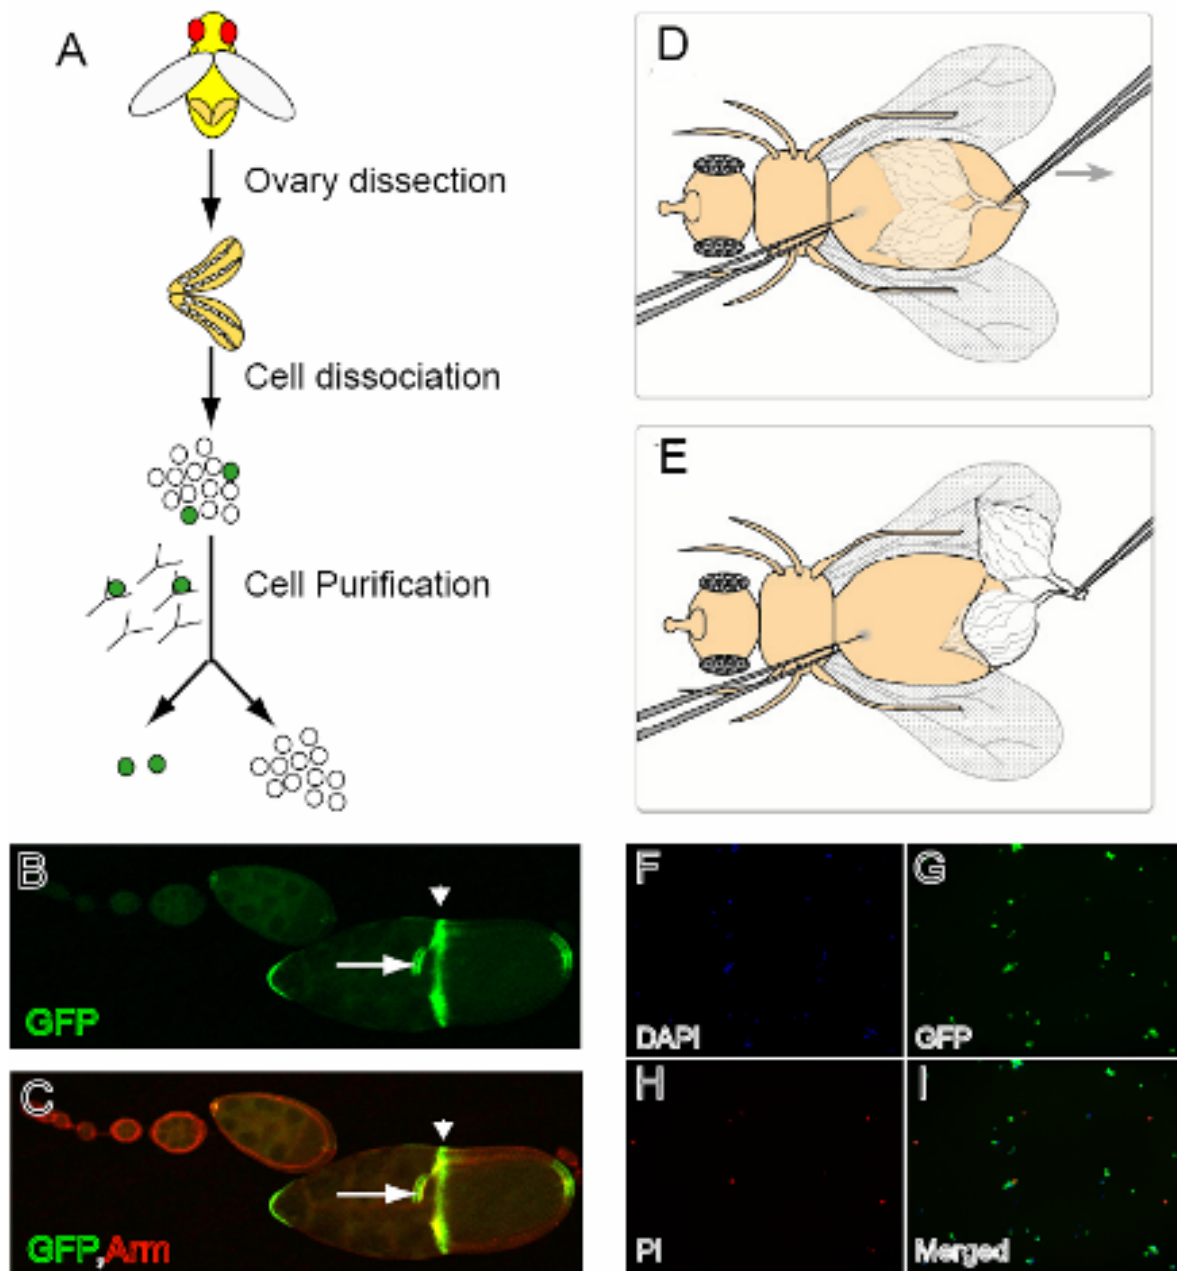 A
Ovary dissection
Cell dissociation
Cell Purification
D
E
B
GFP
C
GFP,Arm
F
DAPI
G
GFP
H
PI
I
Merged